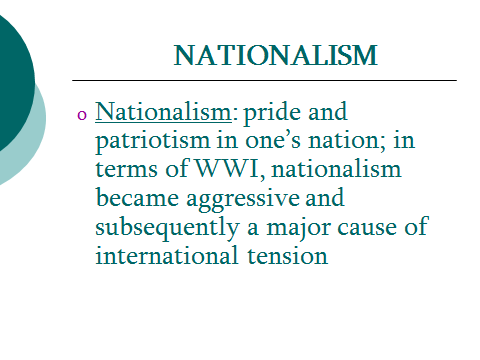 NATIONALISM
o Nationalism: pride and
patriotism in one's nation; in
terms of WWI, nationalism
became aggressive and
subsequently a major cause of
international tension